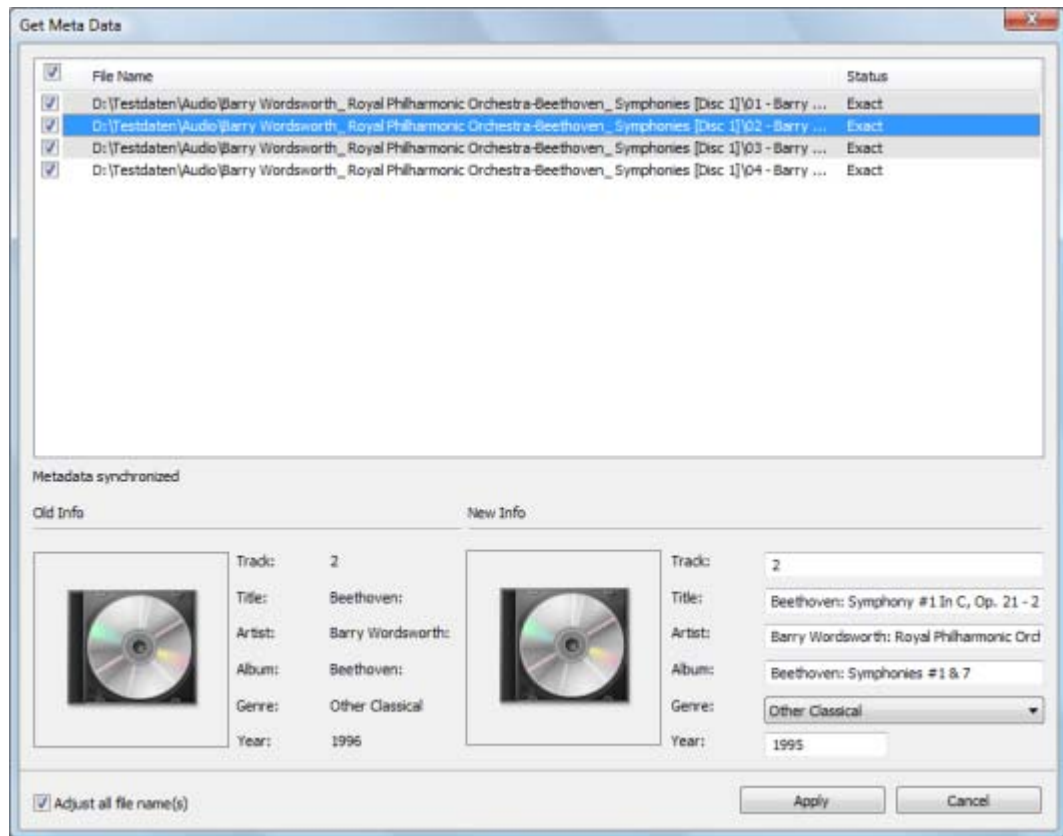 Get Meta Data
File Name Status
D:\Testdaten\Audio\Barry Wordsworth_ Royal Philharmonic Orchestra-Beethoven_ Symphonies [Disc 1]\01 - Barry ... Exact
D:\Testdaten\Audio\Barry Wordsworth_ Royal Philharmonic Orchestra-Beethoven_ Symphonies [Disc 1]\02 - Barry ... Exact
D:\Testdaten\Audio\Barry Wordsworth_ Royal Philharmonic Orchestra-Beethoven_ Symphonies [Disc 1]\03 - Barry ... Exact
D:\Testdaten\Audio\Barry Wordsworth_ Royal Philharmonic Orchestra-Beethoven_ Symphonies [Disc 1]\04 - Barry ... Exact
Metadata synchronized
Old Info New Info
Track: 2 Track: 2
Title: Beethoven: Title: Beethoven: Symphony #1 In C, Op. 21 - 2
Artist: Barry Wordsworth: Artist: Barry Wordsworth: Royal Philharmonic Orch
Album: Beethoven: Album: Beethoven: Symphonies #1 & 7
Genre: Other Classical Genre: Other Classical
Year: 1996 Year: 1995
Adjust all file name(s) Apply Cancel